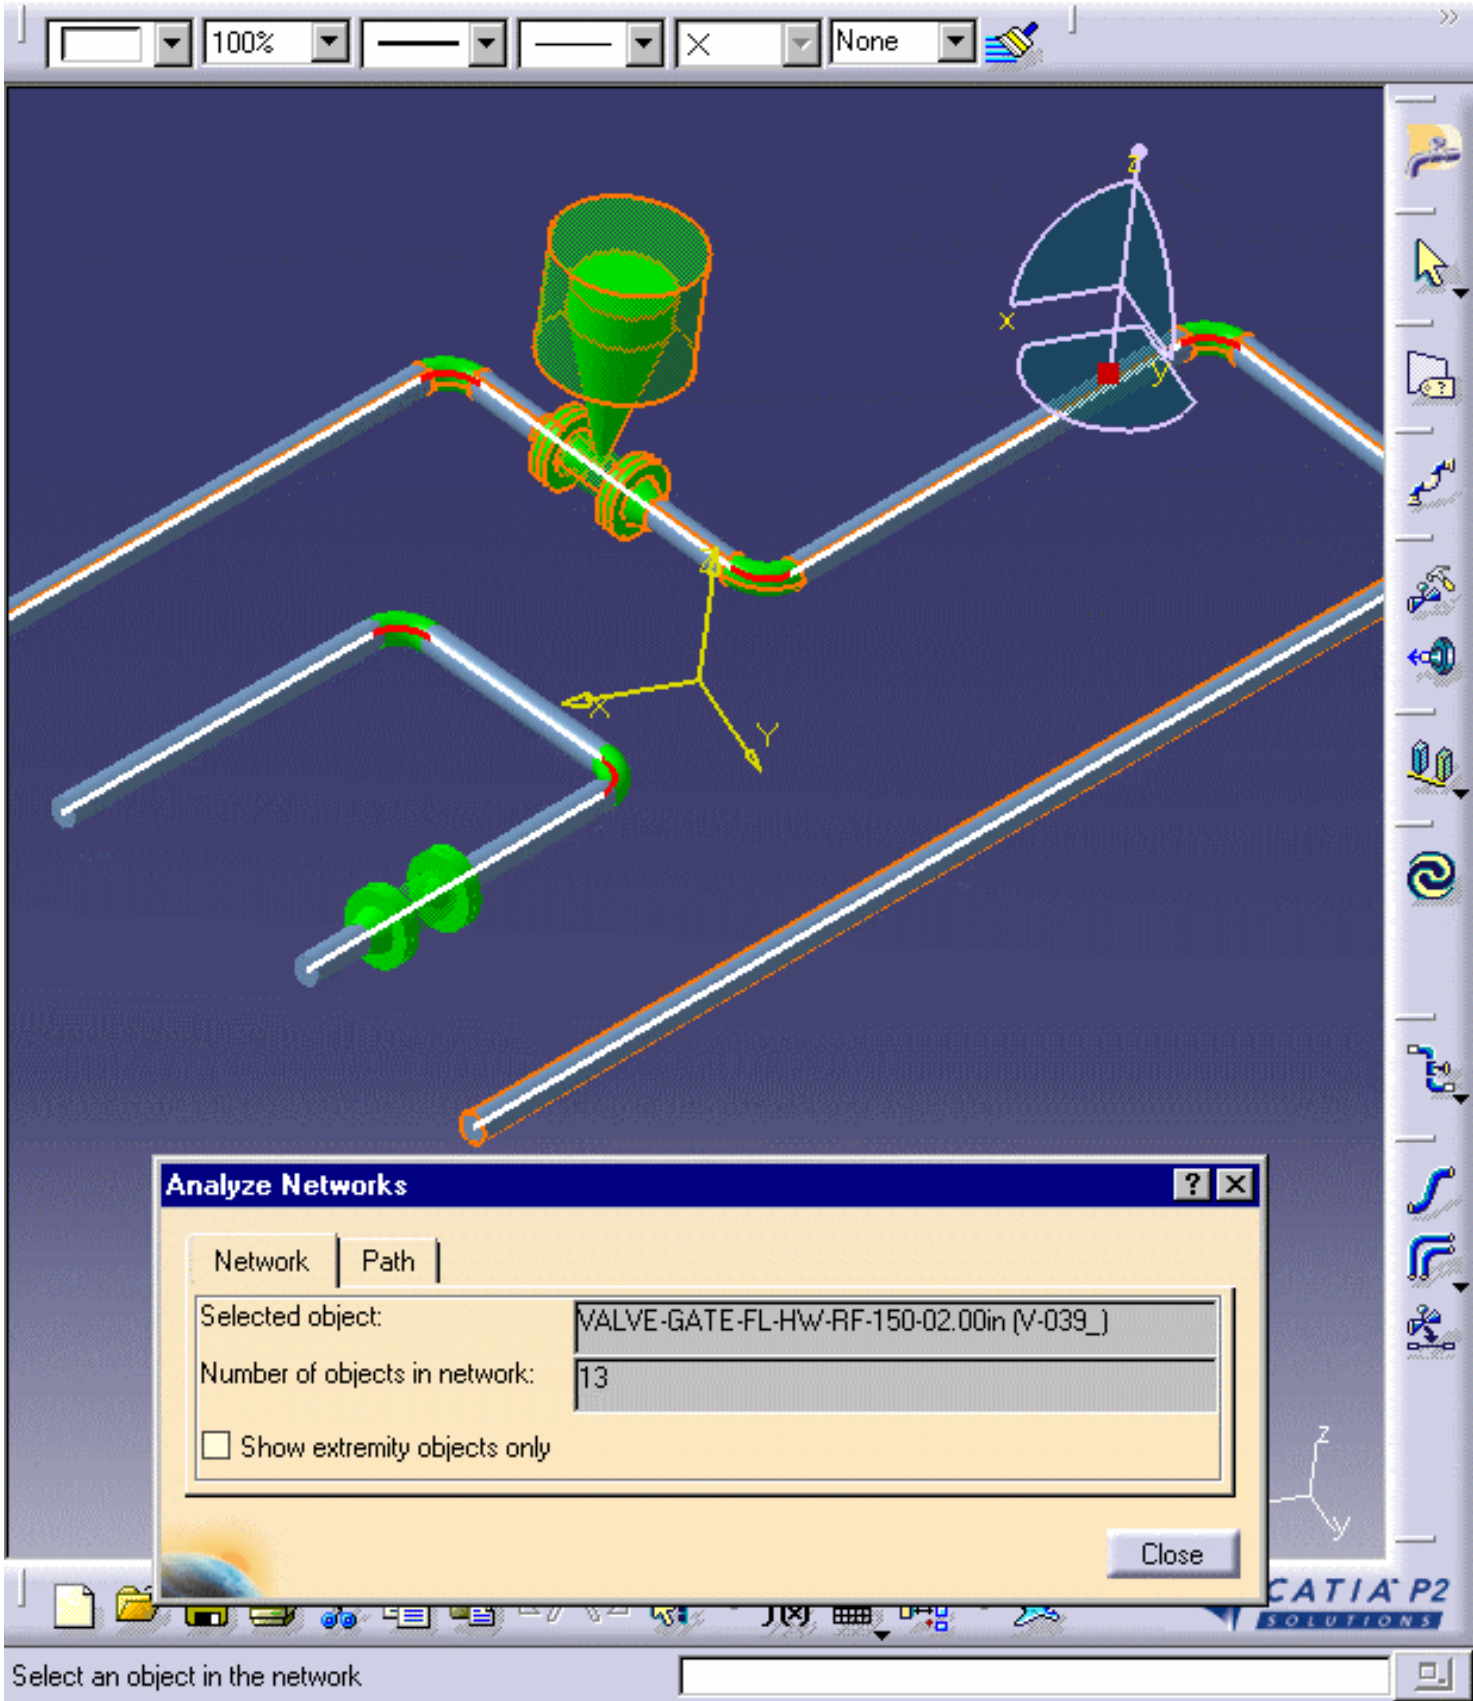 100%
None
z
x
y
X
Y
Analyze Networks
Network Path
Selected object: VALVE-GATE-FL-HW-RF-150-02.00in (V-039_)
Number of objects in network: 13
Show extremity objects only
z
y
Close
CATIA P2
SOLUTIONS
Select an object in the network